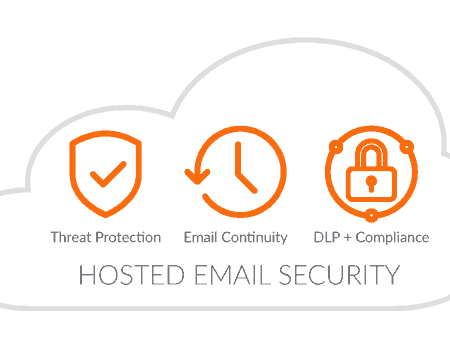 Threat Protection Email Continuity DLP + Compliance
HOSTED EMAIL SECURITY